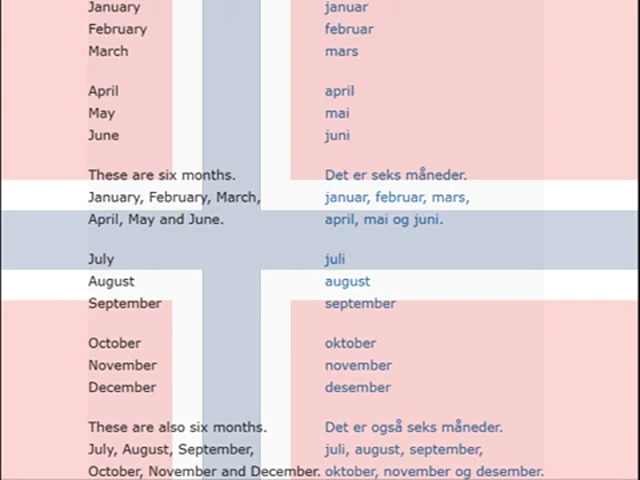 January januar
February februar
March mars
April april
May mai
June juni
These are six months. Det er seks måneder.
January, February, March, januar, februar, mars,
April, May and June. april, mai og juni.
July juli
August august
September september
October oktober
November november
December desember
These are also six months. Det er også seks måneder.
July, August, September, juli, august, september,
October, November and December. oktober, november og desember.